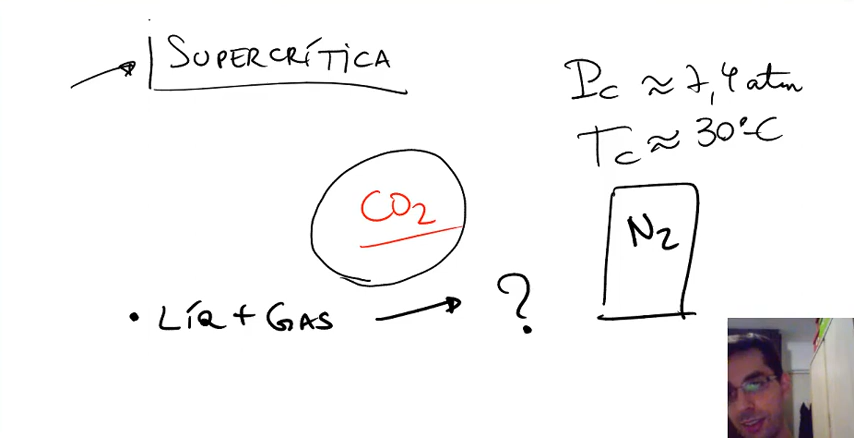 SUPERCRÍTICA
Pc ≈ 7,4 atm
Tc ≈ 30°C
CO2
N2
• LÍQ + GAS → ?